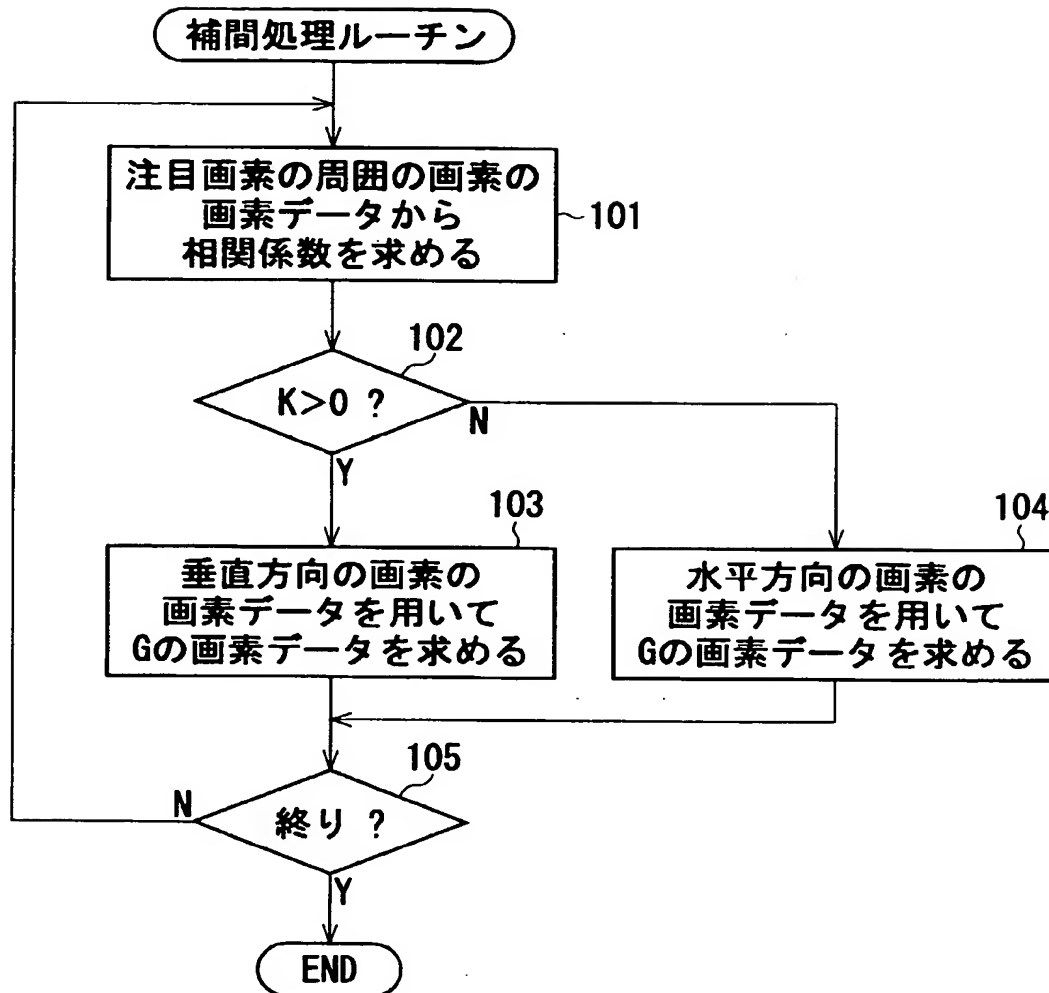 補間処理ルーチン
注目画素の周囲の画素の
画素データから
相関係数を求める
101
102
K>0 ?
N
Y
103
垂直方向の画素の
画素データを用いて
Gの画素データを求める
104
水平方向の画素の
画素データを用いて
Gの画素データを求める
105
N
終り ?
Y
END